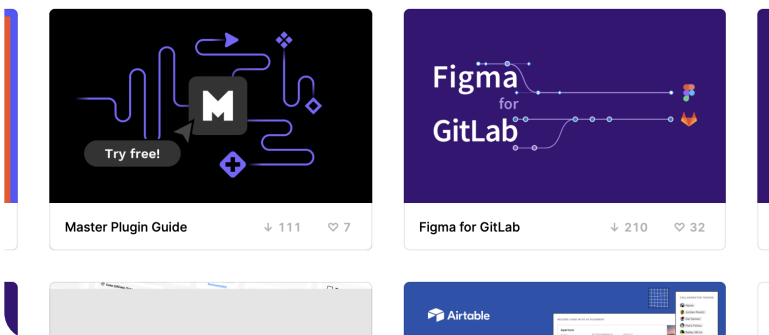 M
Try free!
Master Plugin Guide
111
7
Figma
for
GitLab
Figma for GitLab
210
32
Airtable